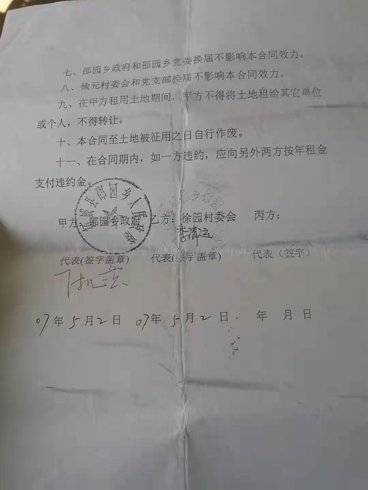 七、邵园乡政府和邵园乡党委换届不影响本合同效力。
八、徐元村委会和党支部换届不影响本合同效力。
九、在甲方租用土地期间，甲方不得将土地租给其它单位
或个人，不得转让。
十、本合同至土地被征用之日自行作废。
十一、在合同期内，如一方违约，应向另外两方按年租金
支付违约金。
甲方：邵园乡政府 乙方：徐园村委会 丙方：
代表(签字盖章) 代表(签字盖章) 代表（签字）
07年5月2日 07年5月2日 年 月 日